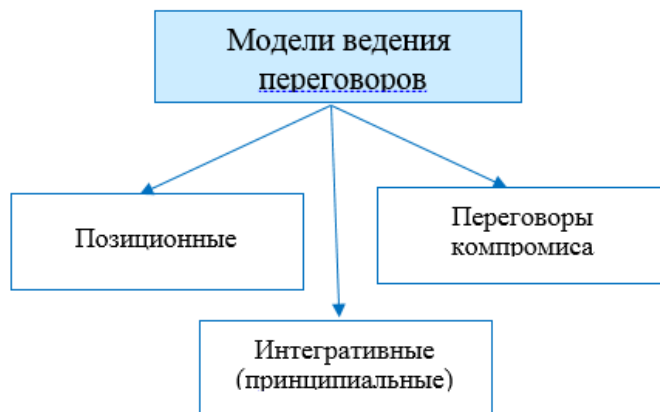 Модели ведения
переговоров
Позиционные
Переговоры
компромиса
Интегративные
(принципиальные)